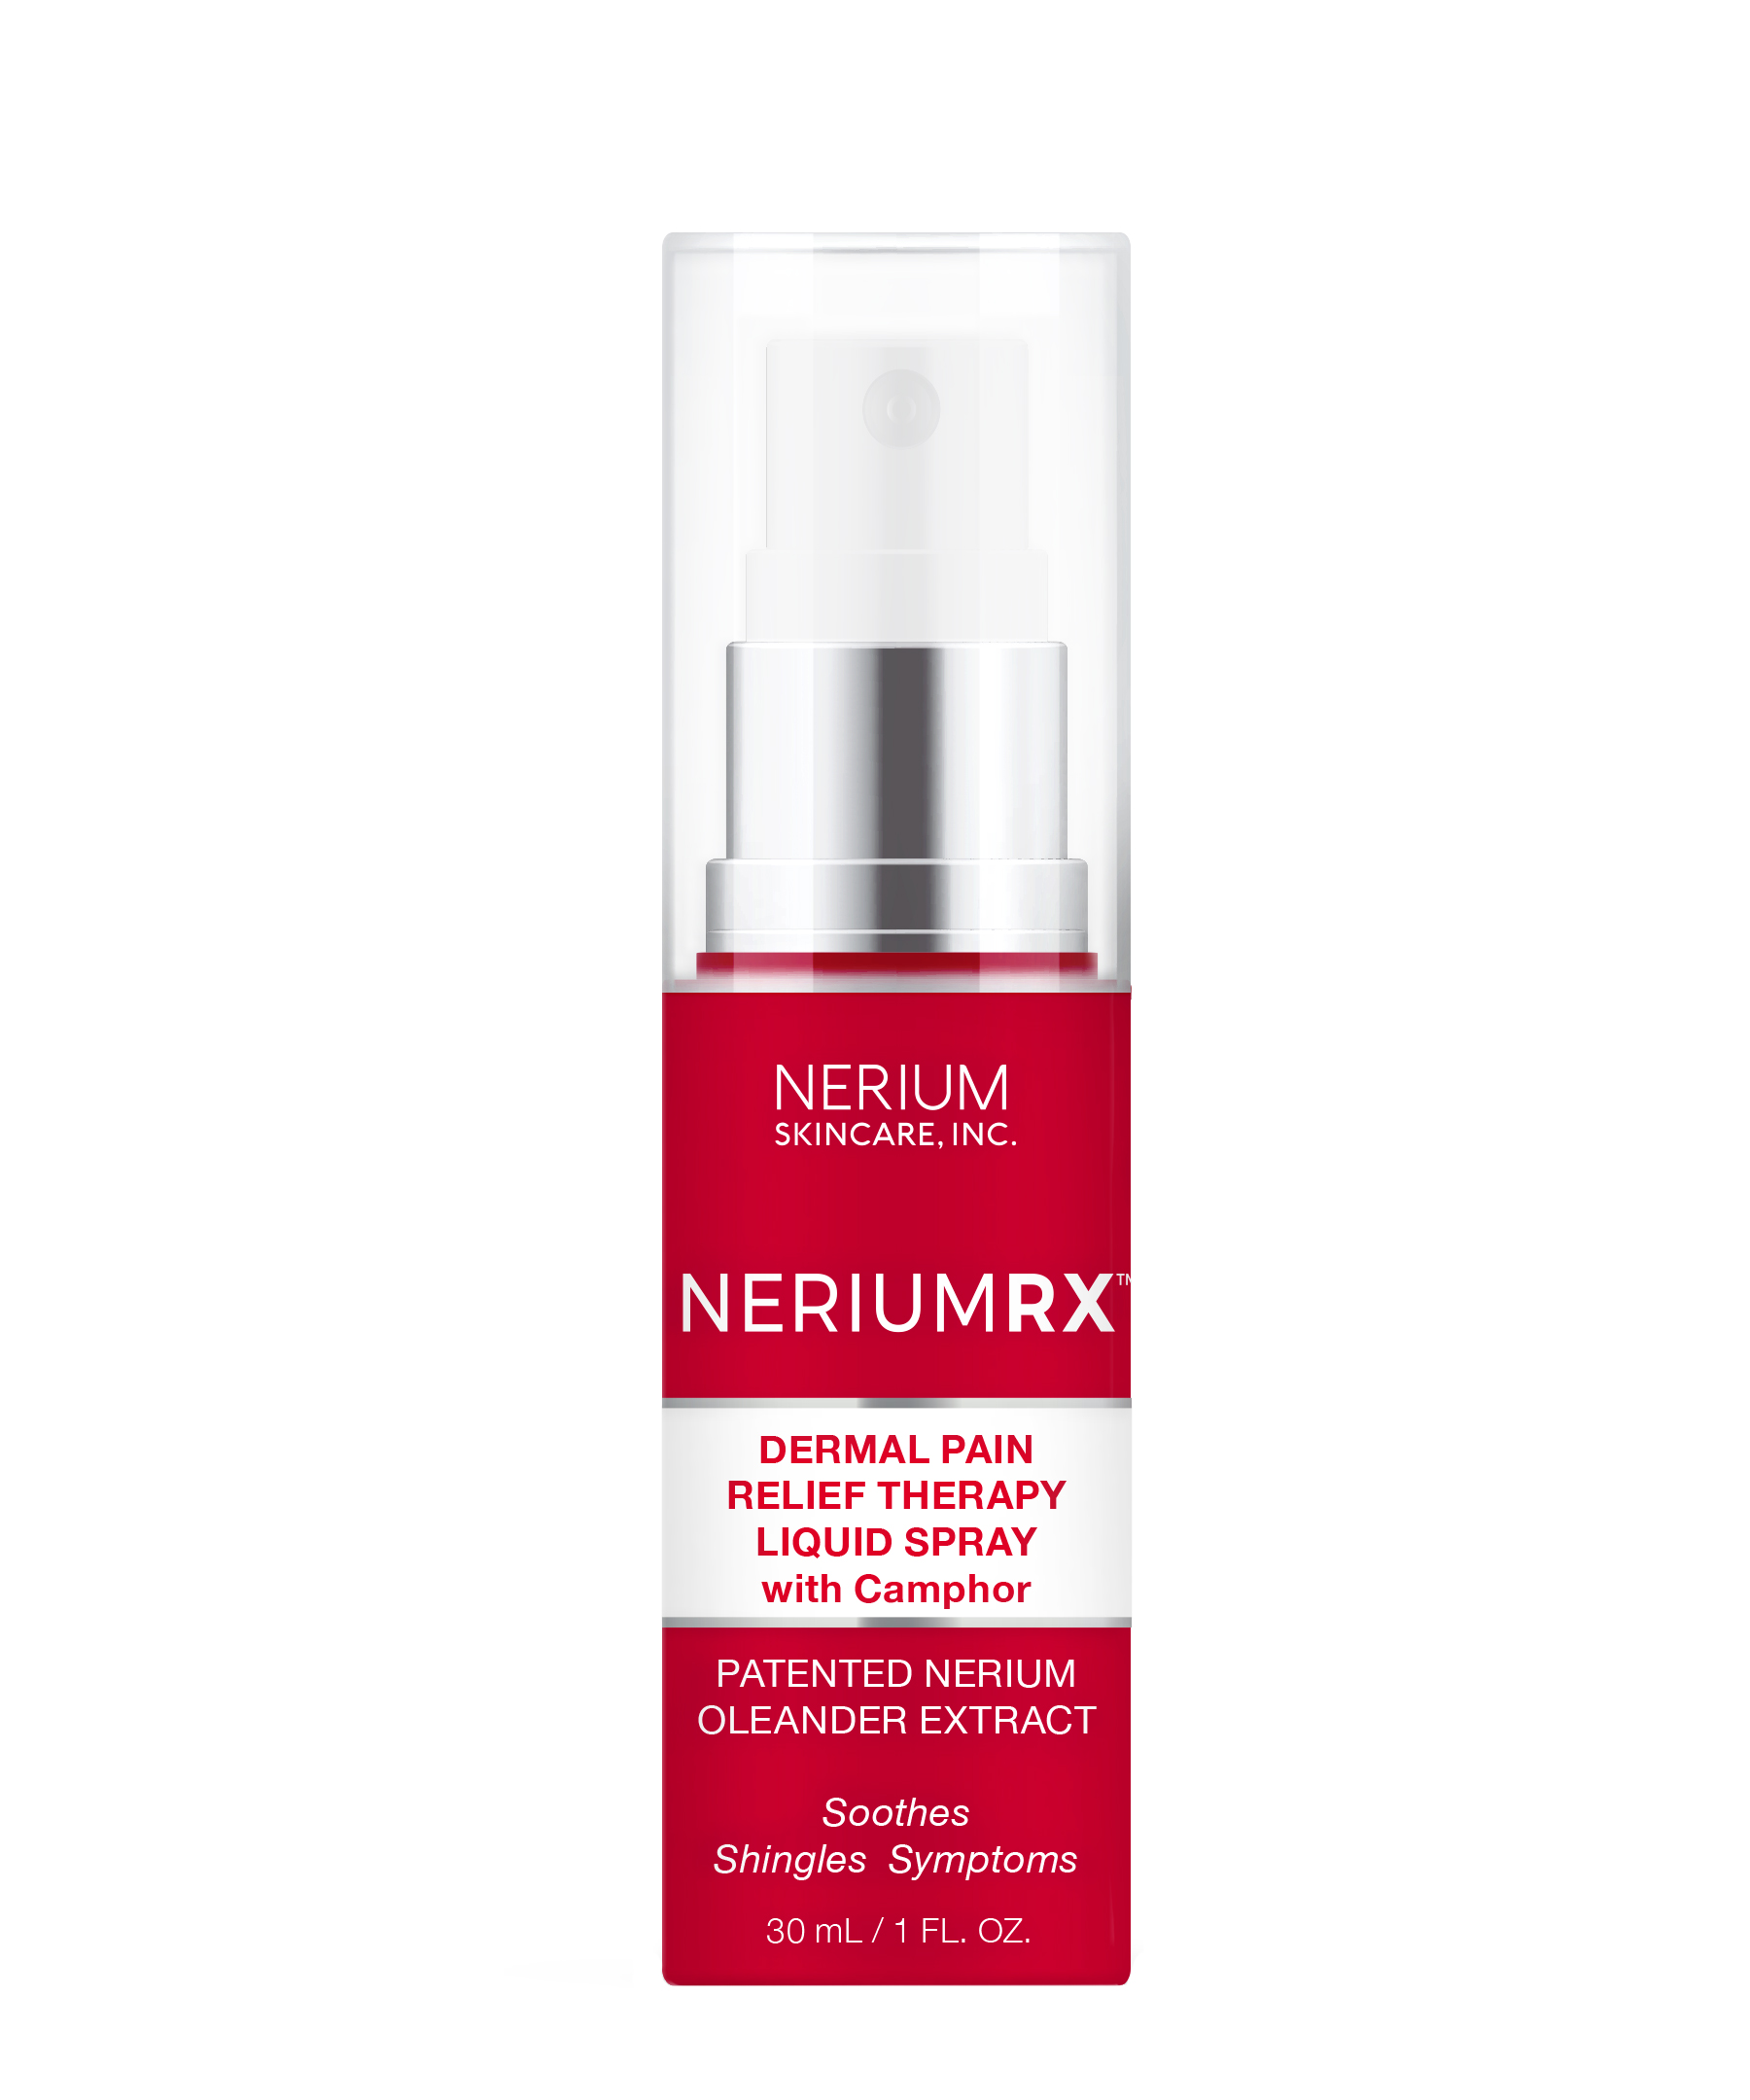 NERIUM
SKINCARE, INC.
NERIUMRX™
DERMAL PAIN
RELIEF THERAPY
LIQUID SPRAY
with Camphor
PATENTED NERIUM
OLEANDER EXTRACT
Soothes
Shingles Symptoms
30 mL / 1 FL. OZ.